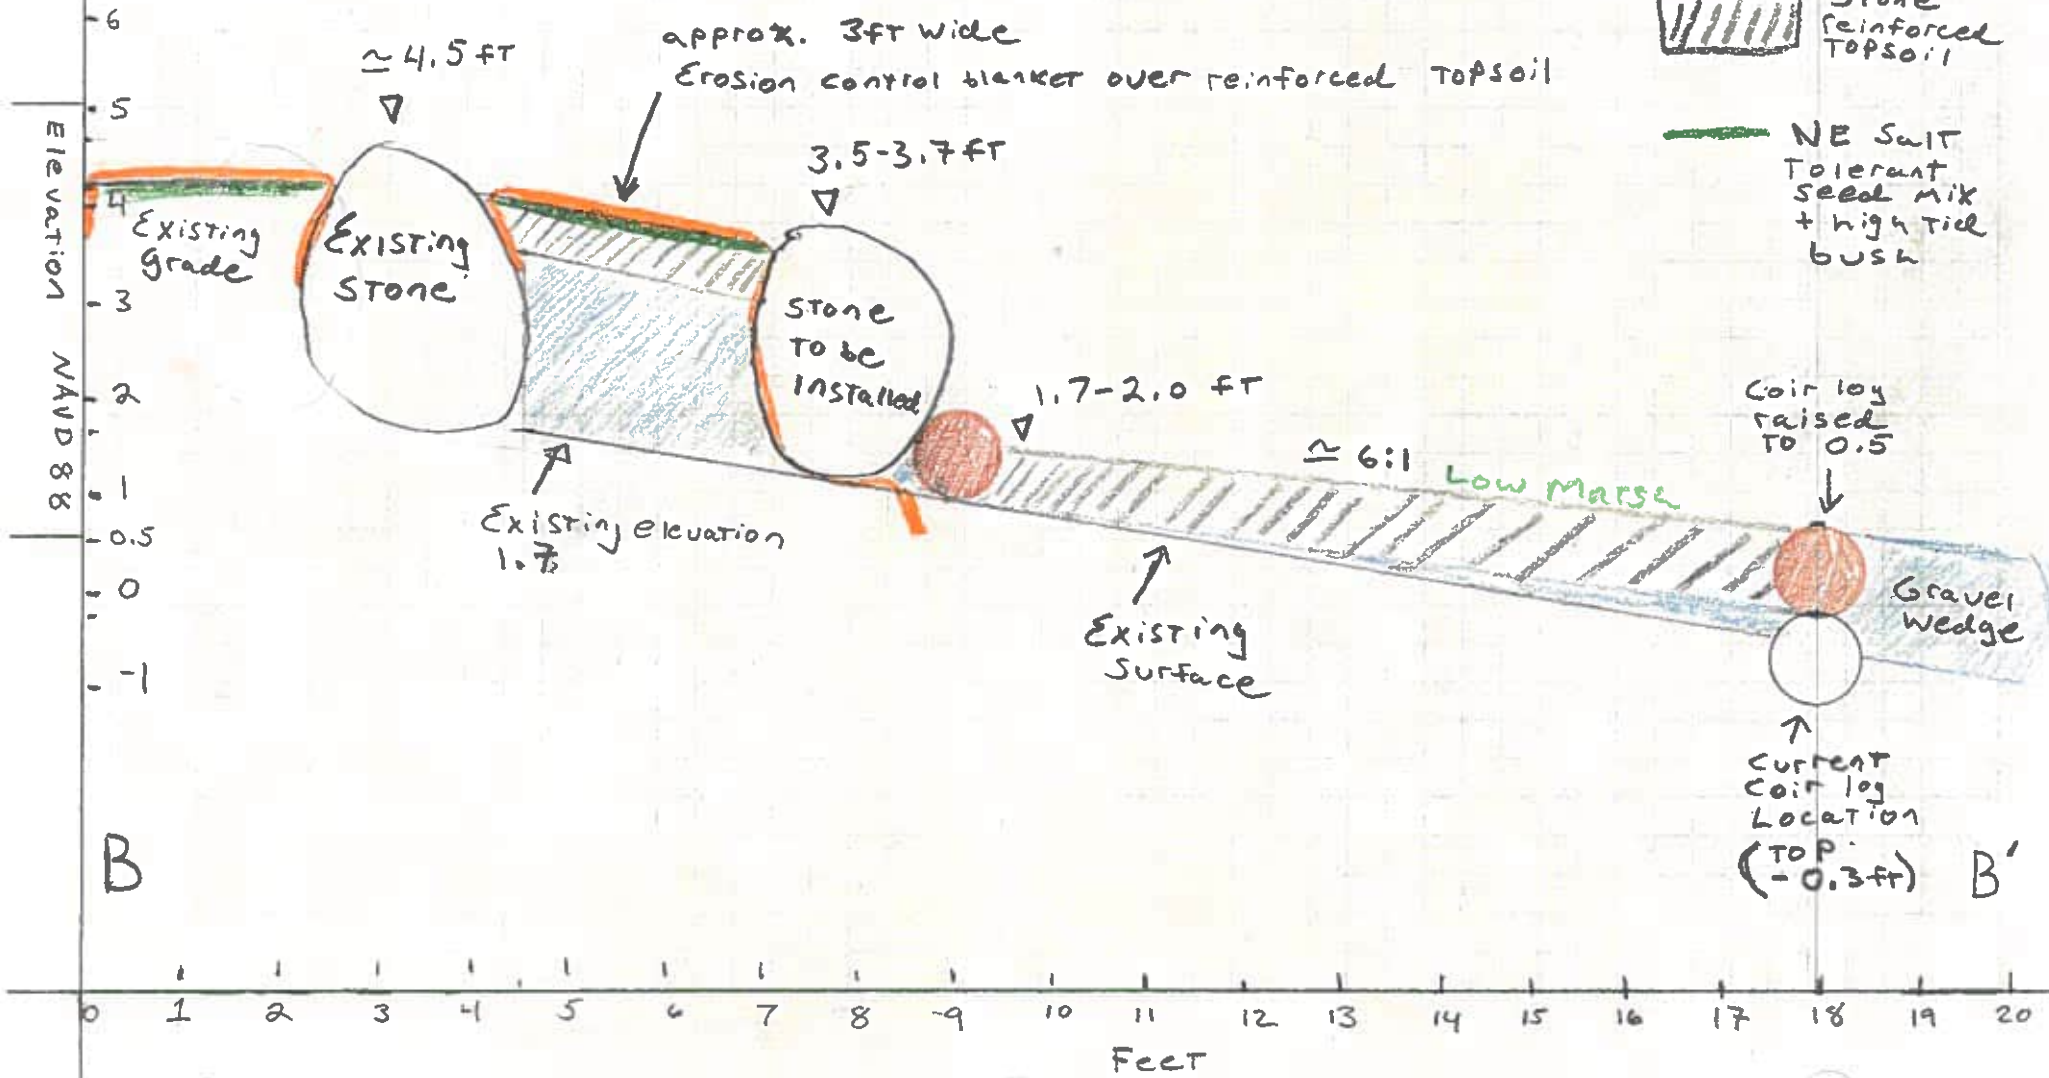 6
5
4
3
2
1
0.5
0
-1
Elevation NAVD 88
≃ 4.5 fT
approx. 3fT wide
Erosion control blanket over reinforced Topsoil
3.5-3.7 fT
Stone
reinforced
Topsoil
NE SalT
Tolerant
seed mix
+ high Tid
bush
Existing
grade
Existing
Stone
Stone
To be
Installed
1.7-2.0 fT
≃ 6:1
Low Marsh
Coir log
raised
To 0.5
Existing elevation
1.7
Existing
Surface
Gravel
Wedge
Current
Coir log
Location
(Top
-0.3ft)
B
B'
0 1 2 3 4 5 6 7 8 9 10 11 12 13 14 15 16 17 18 19 20
Feet